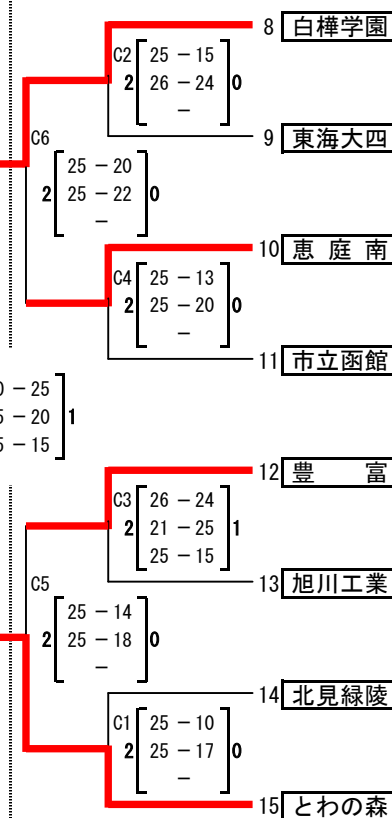 8 白樺学園
C2 25 - 15
2 26 - 24 0
-
9 東海大四
C6
25 - 20
2 25 - 22 0
-
10 恵庭南
C4 25 - 13
2 25 - 20 0
-
11 市立函館
- 25
- 20 1
- 15
12 豊富
C3 26 - 24
2 21 - 25 1
25 - 15
13 旭川工業
C5
25 - 14
2 25 - 18 0
-
14 北見緑陵
C1 25 - 10
2 25 - 17 0
-
15 とわの森